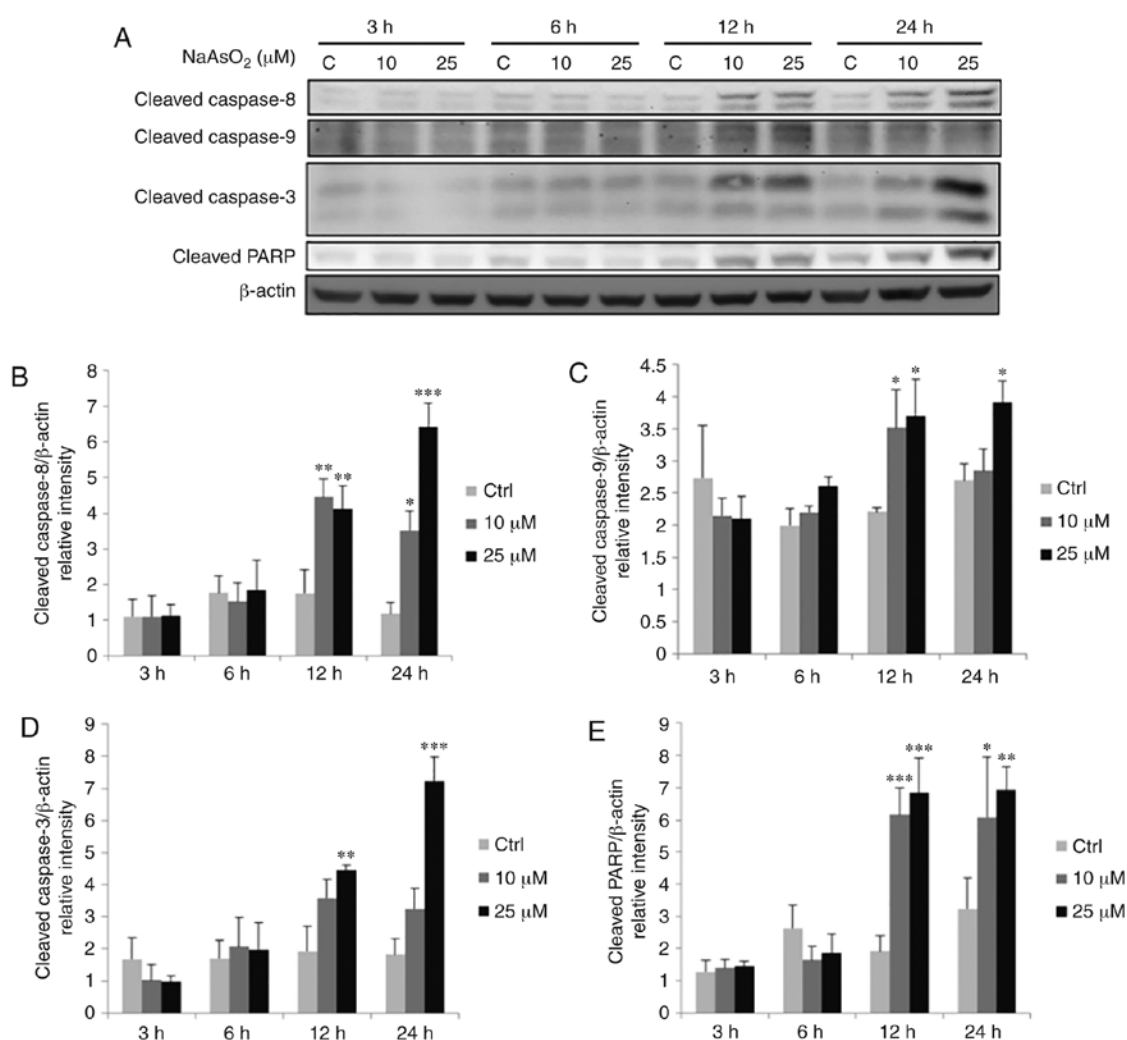 A
3 h 6 h 12 h 24 h
NaAsO₂ (μM) C 10 25 C 10 25 C 10 25 C 10 25
Cleaved caspase-8
Cleaved caspase-9
Cleaved caspase-3
Cleaved PARP
β-actin
B
Cleaved caspase-8/β-actin
relative intensity
8
7
6
5
4
3
2
1
0
** ** * ***
3 h 6 h 12 h 24 h
Ctrl
10 μM
25 μM
C
Cleaved caspase-9/β-actin
relative intensity
4.5
4
3.5
3
2.5
2
1.5
1
0.5
0
* * *
3 h 6 h 12 h 24 h
Ctrl
10 μM
25 μM
D
Cleaved caspase-3/β-actin
relative intensity
9
8
7
6
5
4
3
2
1
0
** ***
3 h 6 h 12 h 24 h
Ctrl
10 μM
25 μM
E
Cleaved PARP/β-actin
relative intensity
9
8
7
6
5
4
3
2
1
0
*** *** * **
3 h 6 h 12 h 24 h
Ctrl
10 μM
25 μM